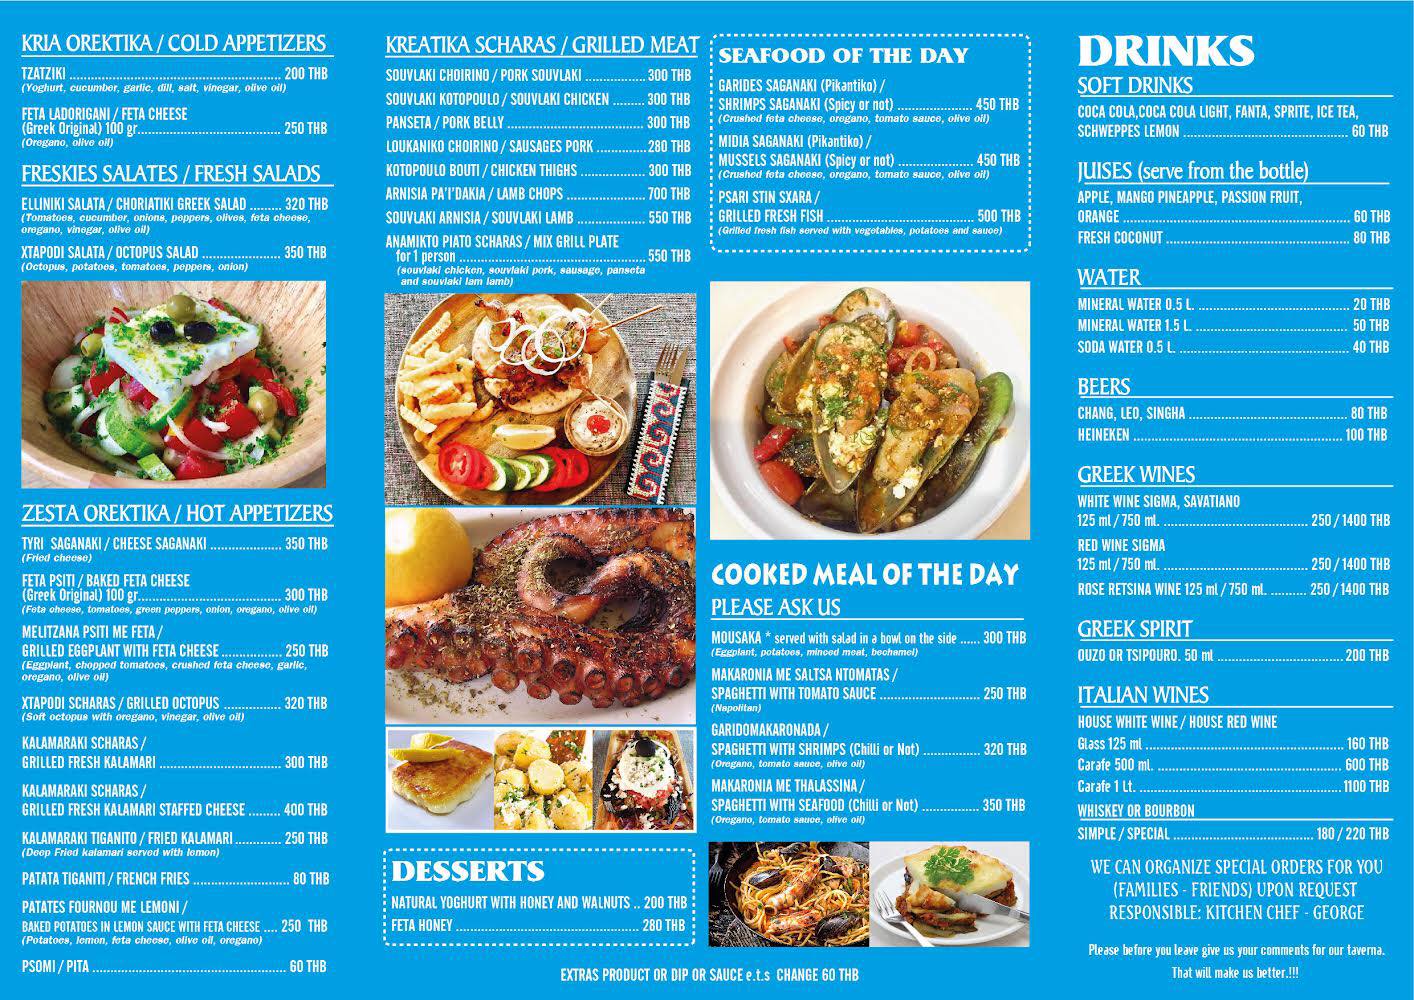 KRIA OREKTIKA / COLD APPETIZERS
TZATZIKI ........ 200 THB
(Yoghurt, cucumber, garlic, dill, salt, vinegar, olive oil)
FETA LADORIGANI / FETA CHEESE
(Greek Original) 100 gr........ 250 THB
(Oregano, olive oil)
FRESKIES SALATES / FRESH SALADS
ELLINIKI SALATA / CHORIATIKI GREEK SALAD ........ 320 THB
(Tomatoes, cucumber, onions, peppers, olives, feta cheese,
oregano, vinegar, olive oil)
XTAPODI SALATA / OCTOPUS SALAD ........ 350 THB
(Octopus, potatoes, tomatoes, peppers, onion)
ZESTA OREKTIKA / HOT APPETIZERS
TYRI SAGANAKI / CHEESE SAGANAKI ........ 350 THB
(Fried cheese)
FETA PSITI / BAKED FETA CHEESE
(Greek Original) 100 gr........ 300 THB
(Feta cheese, tomatoes, green peppers, onion, oregano, olive oil)
MELITZANA PSITI ME FETA /
GRILLED EGGPLANT WITH FETA CHEESE ........ 250 THB
(Eggplant, chopped tomatoes, crushed feta cheese, garlic,
oregano, olive oil)
XTAPODI SCHARAS / GRILLED OCTOPUS ........ 320 THB
(Soft octopus with oregano, vinegar, olive oil)
KALAMARAKI SCHARAS /
GRILLED FRESH KALAMARI ........ 300 THB
KALAMARAKI SCHARAS /
GRILLED FRESH KALAMARI STAFFED CHEESE ........ 400 THB
KALAMARAKI TIGANITO / FRIED KALAMARI ........ 250 THB
(Deep Fried kalamari served with lemon)
PATATA TIGANITI / FRENCH FRIES ........ 80 THB
PATATES FOURNOU ME LEMONI /
BAKED POTATOES IN LEMON SAUCE WITH FETA CHEESE .... 250 THB
(Potatoes, lemon, feta cheese, olive oil, oregano)
PSOMI / PITA ........ 60 THB
KREATIKA SCHARAS / GRILLED MEAT
SOUVLAKI CHOIRINO / PORK SOUVLAKI ........ 300 THB
SOUVLAKI KOTOPOULO / SOUVLAKI CHICKEN ........ 300 THB
PANSETA / PORK BELLY ........ 300 THB
LOUKANIKO CHOIRINO / SAUSAGES PORK ........ 280 THB
KOTOPOULO BOUTI / CHICKEN THIGHS ........ 300 THB
ARNISIA PA'I'DAKIA / LAMB CHOPS ........ 700 THB
SOUVLAKI ARNISIA / SOUVLAKI LAMB ........ 550 THB
ANAMIKTO PIATO SCHARAS / MIX GRILL PLATE
for 1 person ........ 550 THB
(souvlaki chicken, souvlaki pork, sausage, panseta
and souvlaki lam lamb)
DESSERTS
NATURAL YOGHURT WITH HONEY AND WALNUTS .. 200 THB
FETA HONEY ........ 280 THB
SEAFOOD OF THE DAY
GARIDES SAGANAKI (Pikantiko) /
SHRIMPS SAGANAKI (Spicy or not) ........ 450 THB
(Crushed feta cheese, oregano, tomato sauce, olive oil)
MIDIA SAGANAKI (Pikantiko) /
MUSSELS SAGANAKI (Spicy or not) ........ 450 THB
(Crushed feta cheese, oregano, tomato sauce, olive oil)
PSARI STIN SXARA /
GRILLED FRESH FISH ........ 500 THB
(Grilled fresh fish served with vegetables, potatoes and sauce)
COOKED MEAL OF THE DAY
PLEASE ASK US
MOUSAKA * served with salad in a bowl on the side ...... 300 THB
(Eggplant, potatoes, minced meat, bechamel)
MAKARONIA ME SALTSA NTOMATAS /
SPAGHETTI WITH TOMATO SAUCE ........ 250 THB
(Napolitan)
GARIDOMAKARONADA /
SPAGHETTI WITH SHRIMPS (Chilli or Not) ........ 320 THB
(Oregano, tomato sauce, olive oil)
MAKARONIA ME THALASSINA /
SPAGHETTI WITH SEAFOOD (Chilli or Not) ........ 350 THB
(Oregano, tomato sauce, olive oil)
EXTRAS PRODUCT OR DIP OR SAUCE e.t.s CHANGE 60 THB
DRINKS
SOFT DRINKS
COCA COLA,COCA COLA LIGHT, FANTA, SPRITE, ICE TEA,
SCHWEPPES LEMON ........ 60 THB
JUISES (serve from the bottle)
APPLE, MANGO PINEAPPLE, PASSION FRUIT,
ORANGE ........ 60 THB
FRESH COCONUT ........ 80 THB
WATER
MINERAL WATER 0.5 L. ........ 20 THB
MINERAL WATER 1.5 L. ........ 50 THB
SODA WATER 0.5 L. ........ 40 THB
BEERS
CHANG, LEO, SINGHA ........ 80 THB
HEINEKEN ........ 100 THB
GREEK WINES
WHITE WINE SIGMA, SAVATIANO
125 ml / 750 ml. ........ 250 / 1400 THB
RED WINE SIGMA
125 ml / 750 ml. ........ 250 / 1400 THB
ROSE RETSINA WINE 125 ml / 750 ml. .......... 250 / 1400 THB
GREEK SPIRIT
OUZO OR TSIPOURO. 50 ml ........ 200 THB
ITALIAN WINES
HOUSE WHITE WINE / HOUSE RED WINE
Glass 125 ml ........ 160 THB
Carafe 500 ml. ........ 600 THB
Carafe 1 Lt. ........ 1100 THB
WHISKEY OR BOURBON
SIMPLE / SPECIAL ........ 180 / 220 THB
WE CAN ORGANIZE SPECIAL ORDERS FOR YOU
(FAMILIES - FRIENDS) UPON REQUEST
RESPONSIBLE: KITCHEN CHEF - GEORGE
Please before you leave give us your comments for our taverna.
That will make us better.!!!